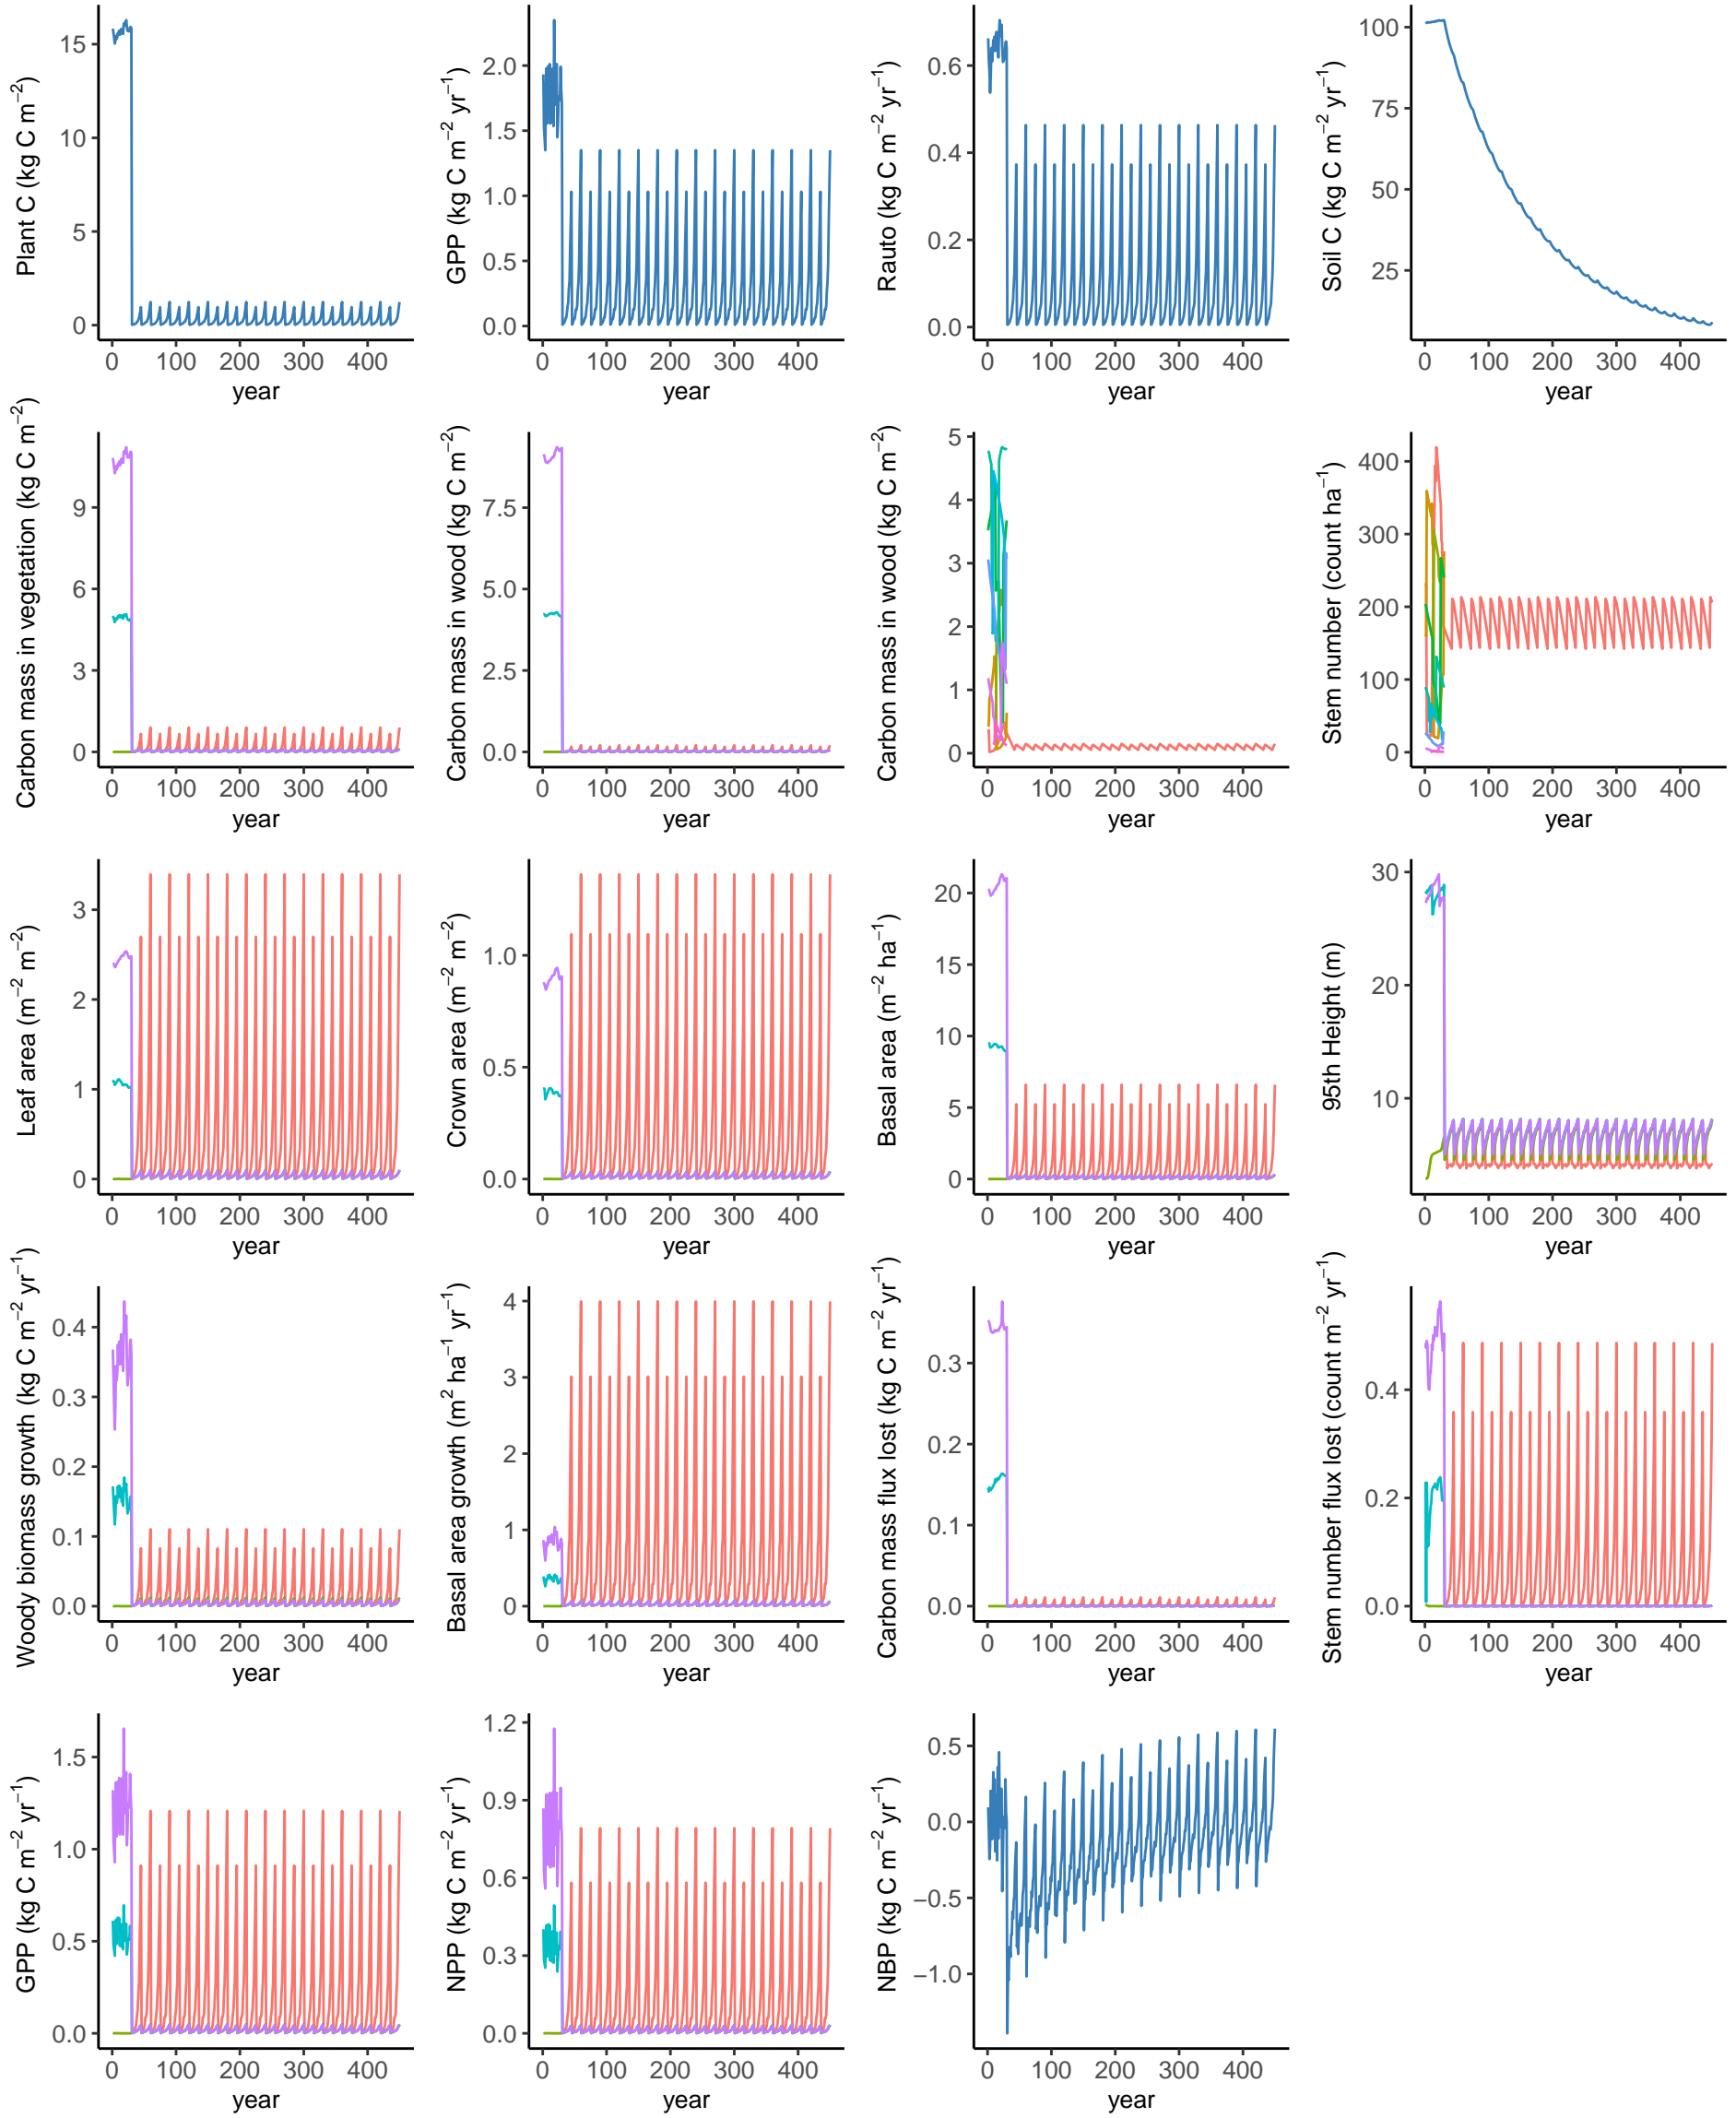 Plant C (kg C m⁻²)
15
10
5
0
0 100 200 300 400
year
GPP (kg C m⁻² yr⁻¹)
2.0
1.5
1.0
0.5
0.0
0 100 200 300 400
year
Rauto (kg C m⁻² yr⁻¹)
0.6
0.4
0.2
0.0
0 100 200 300 400
year
Soil C (kg C m⁻² yr⁻¹)
100
75
50
25
0 100 200 300 400
year
Carbon mass in vegetation (kg C m⁻²)
9
6
3
0
0 100 200 300 400
year
Carbon mass in wood (kg C m⁻²)
7.5
5.0
2.5
0.0
0 100 200 300 400
year
Carbon mass in wood (kg C m⁻²)
5
4
3
2
1
0
0 100 200 300 400
year
Stem number (count ha⁻¹)
400
300
200
100
0
0 100 200 300 400
year
Leaf area (m⁻² m⁻²)
3
2
1
0
0 100 200 300 400
year
Crown area (m⁻² m⁻²)
1.0
0.5
0.0
0 100 200 300 400
year
Basal area (m⁻² ha⁻¹)
20
15
10
5
0
0 100 200 300 400
year
95th Height (m)
30
20
10
0 100 200 300 400
year
Woody biomass growth (kg C m⁻² yr⁻¹)
0.4
0.3
0.2
0.1
0.0
0 100 200 300 400
year
Basal area growth (m² ha⁻¹ yr⁻¹)
4
3
2
1
0
0 100 200 300 400
year
Carbon mass flux lost (kg C m⁻² yr⁻¹)
0.3
0.2
0.1
0.0
0 100 200 300 400
year
Stem number flux lost (count m⁻² yr⁻¹)
0.4
0.2
0.0
0 100 200 300 400
year
GPP (kg C m⁻² yr⁻¹)
1.5
1.0
0.5
0.0
0 100 200 300 400
year
NPP (kg C m⁻² yr⁻¹)
1.2
0.9
0.6
0.3
0.0
0 100 200 300 400
year
NBP (kg C m⁻² yr⁻¹)
0.5
0.0
−0.5
−1.0
0 100 200 300 400
year